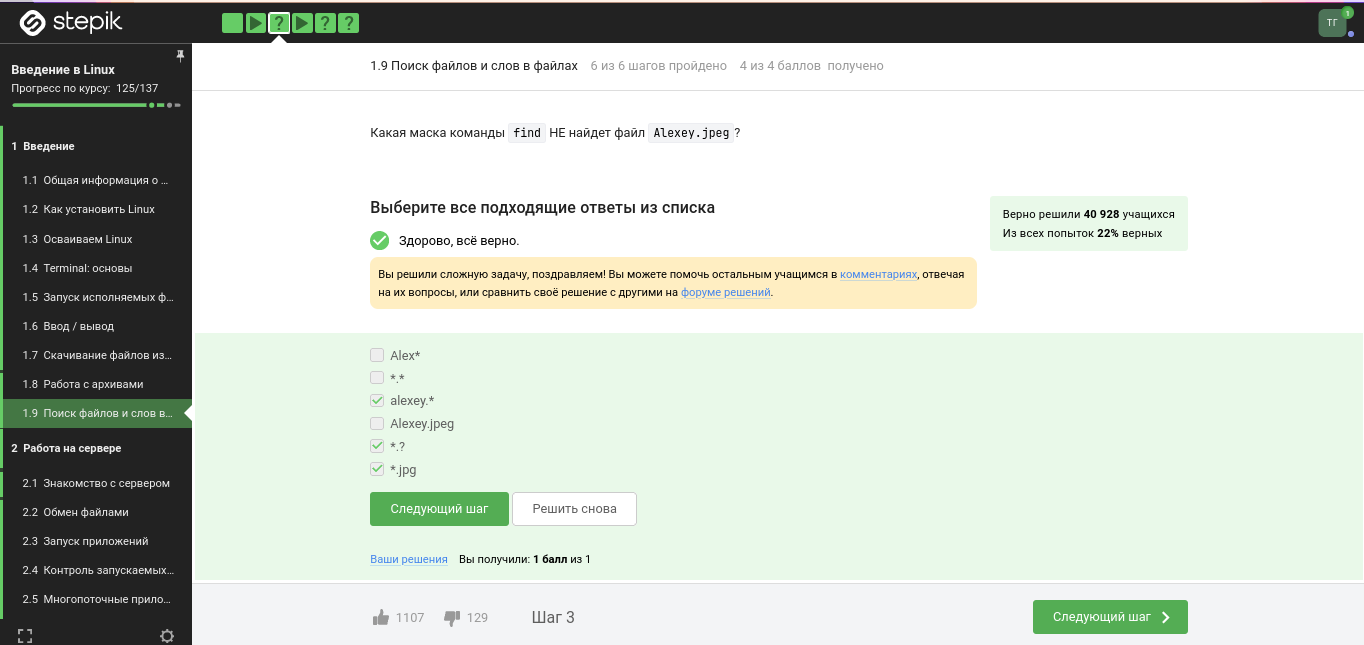 stepik
? ? ?
ТГ
1
Введение в Linux
Прогресс по курсу: 125/137
1 Введение
1.1 Общая информация о ...
1.2 Как установить Linux
1.3 Осваиваем Linux
1.4 Terminal: основы
1.5 Запуск исполняемых ф...
1.6 Ввод / вывод
1.7 Скачивание файлов из...
1.8 Работа с архивами
1.9 Поиск файлов и слов в...
2 Работа на сервере
2.1 Знакомство с сервером
2.2 Обмен файлами
2.3 Запуск приложений
2.4 Контроль запускаемых...
2.5 Многопоточные прило...
1.9 Поиск файлов и слов в файлах 6 из 6 шагов пройдено 4 из 4 баллов получено
Какая маска команды find НЕ найдет файл Alexey.jpeg ?
Выберите все подходящие ответы из списка
Здорово, всё верно.
Вы решили сложную задачу, поздравляем! Вы можете помочь остальным учащимся в комментариях, отвечая
на их вопросы, или сравнить своё решение с другими на форуме решений.
Верно решили 40 928 учащихся
Из всех попыток 22% верных
Alex*
*.*
alexey.*
Alexey.jpeg
*.?
*.jpg
Следующий шаг Решить снова
Ваши решения Вы получили: 1 балл из 1
1107 129 Шаг 3 Следующий шаг